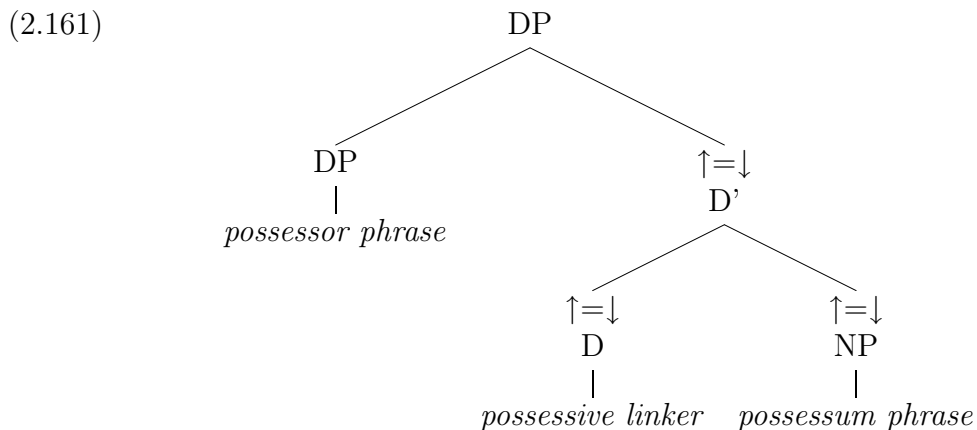 (2.161)
DP
DP
↑=↓
D’
possessor phrase
↑=↓
↑=↓
D
NP
possessive linker
possessum phrase